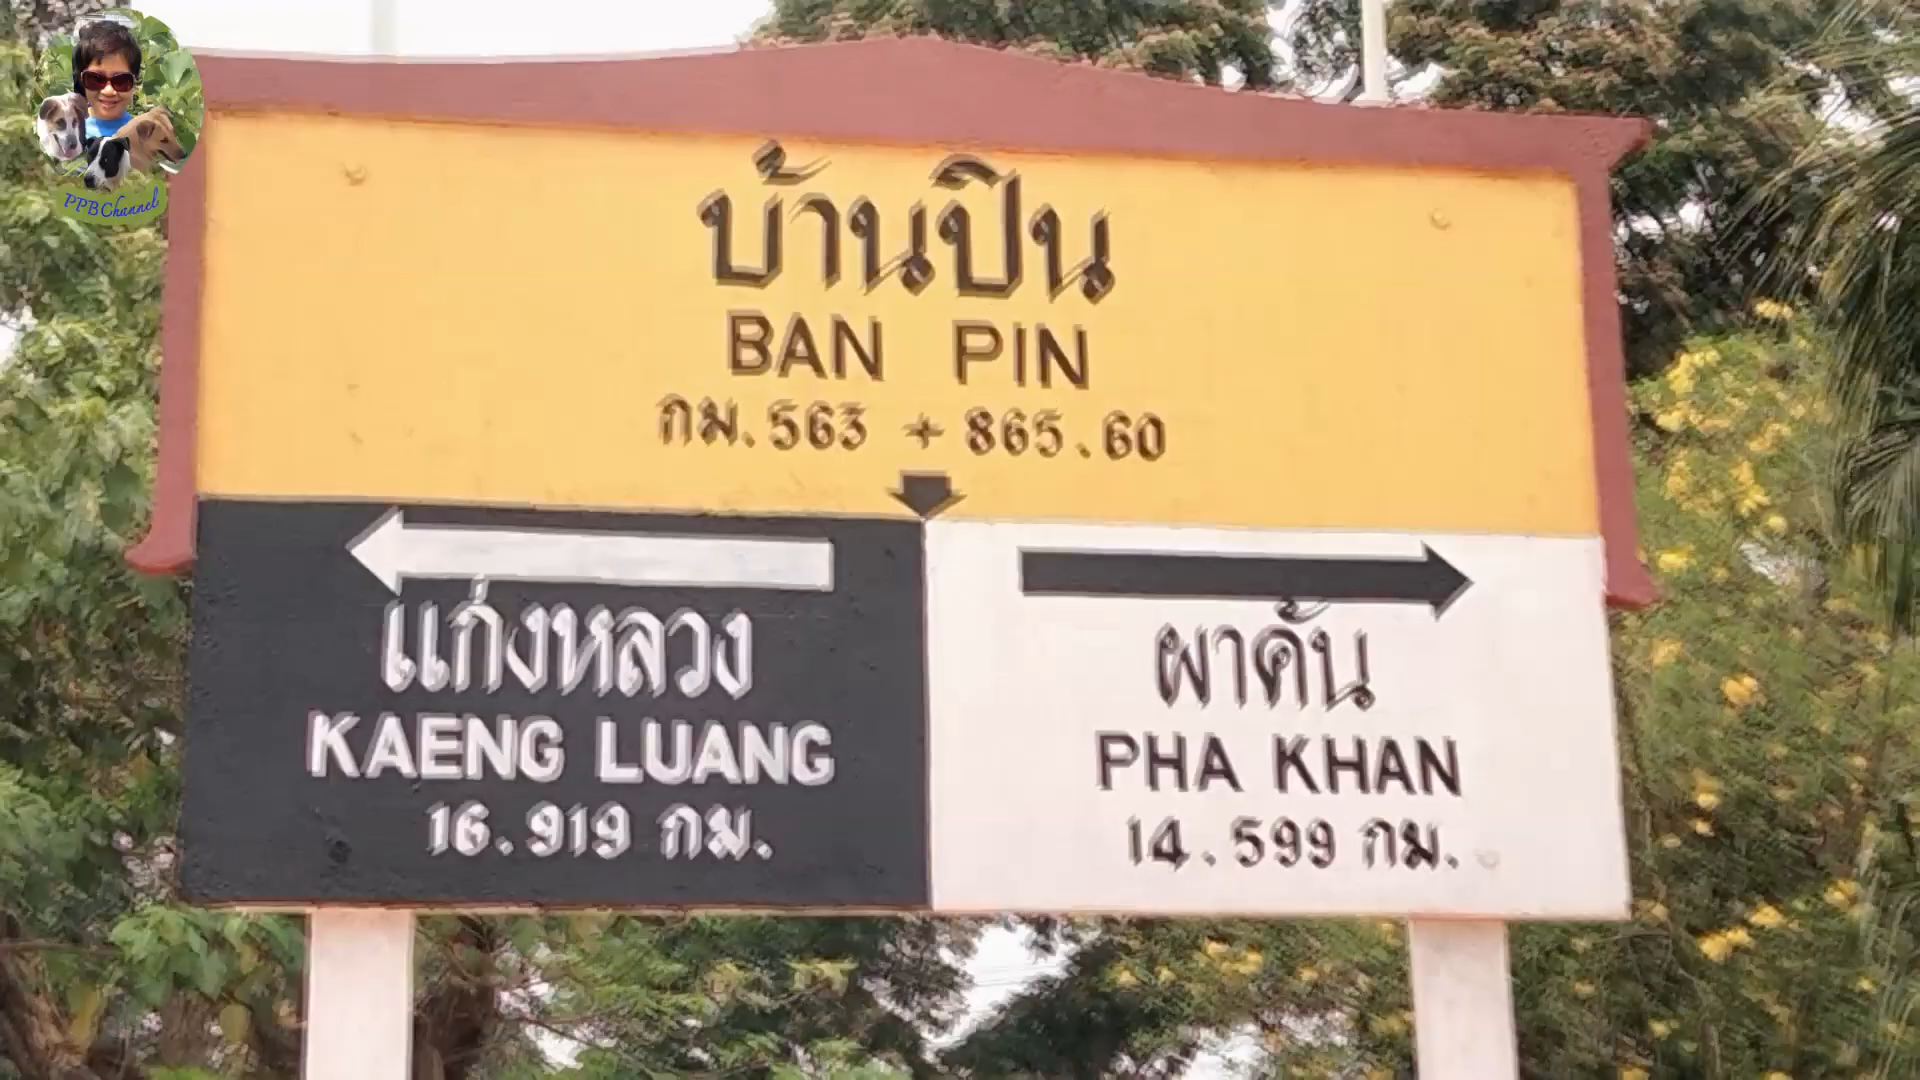 PPBChannel
บ้านปิน
BAN PIN
กม.563 + 865.60
แก่งหลวง
KAENG LUANG
16.919 กม.
ผาคัน
PHA KHAN
14.599 กม.